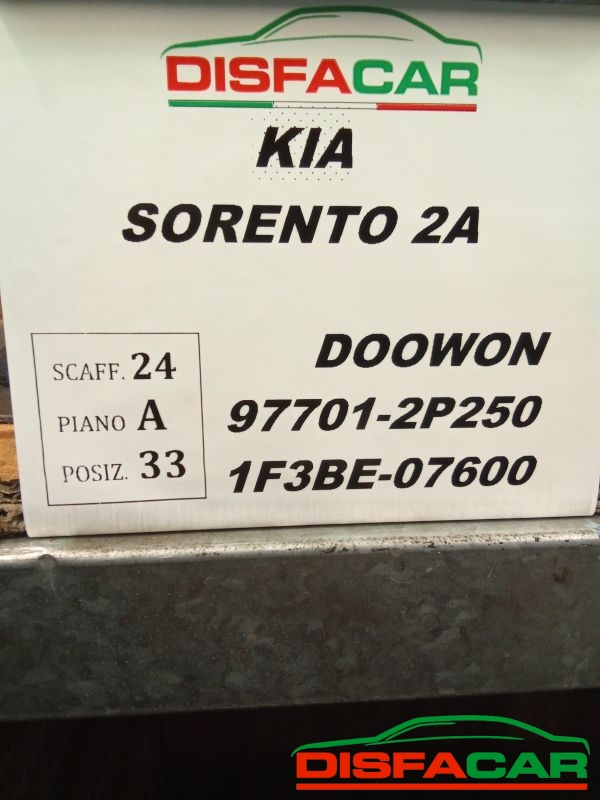 DISFACAR
KIA
SORENTO 2A
SCAFF. 24
PIANO A
POSIZ. 33
DOOWON
97701-2P250
1F3BE-07600
DISFACAR